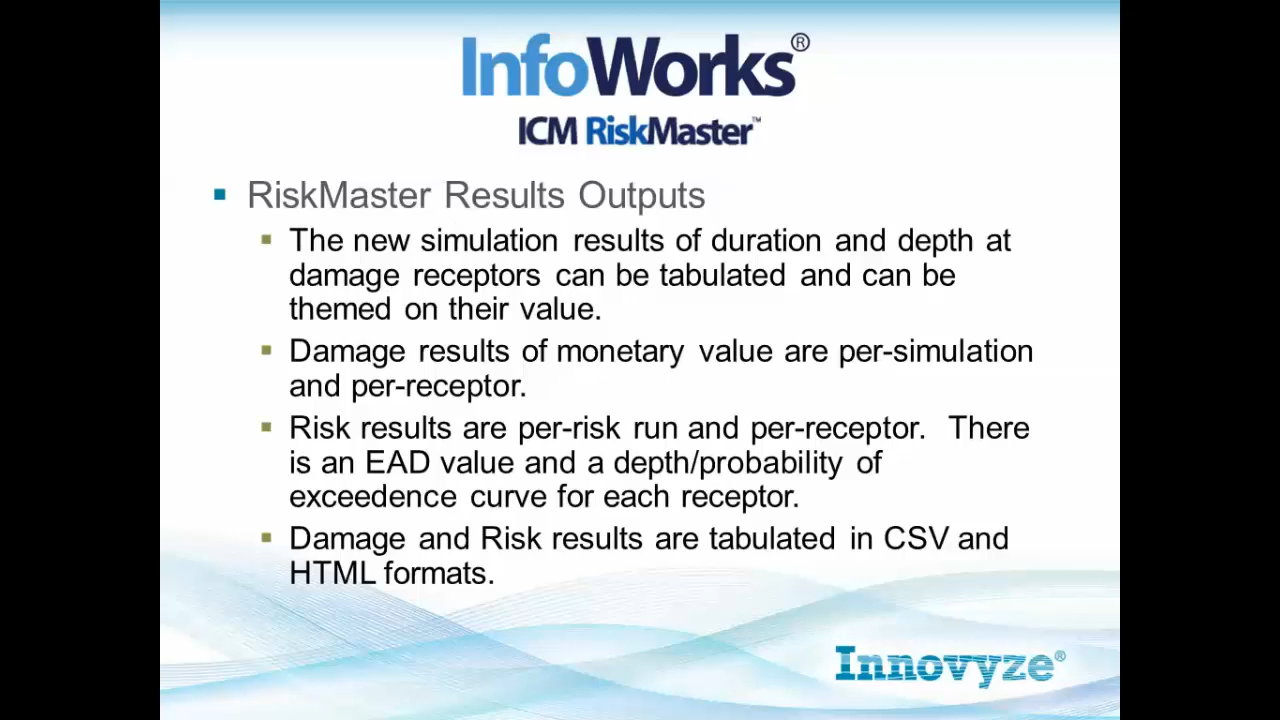 InfoWorks®
ICM RiskMaster™
RiskMaster Results Outputs
The new simulation results of duration and depth at
damage receptors can be tabulated and can be
themed on their value.
Damage results of monetary value are per-simulation
and per-receptor.
Risk results are per-risk run and per-receptor. There
is an EAD value and a depth/probability of
exceedence curve for each receptor.
Damage and Risk results are tabulated in CSV and
HTML formats.
Innovyze®